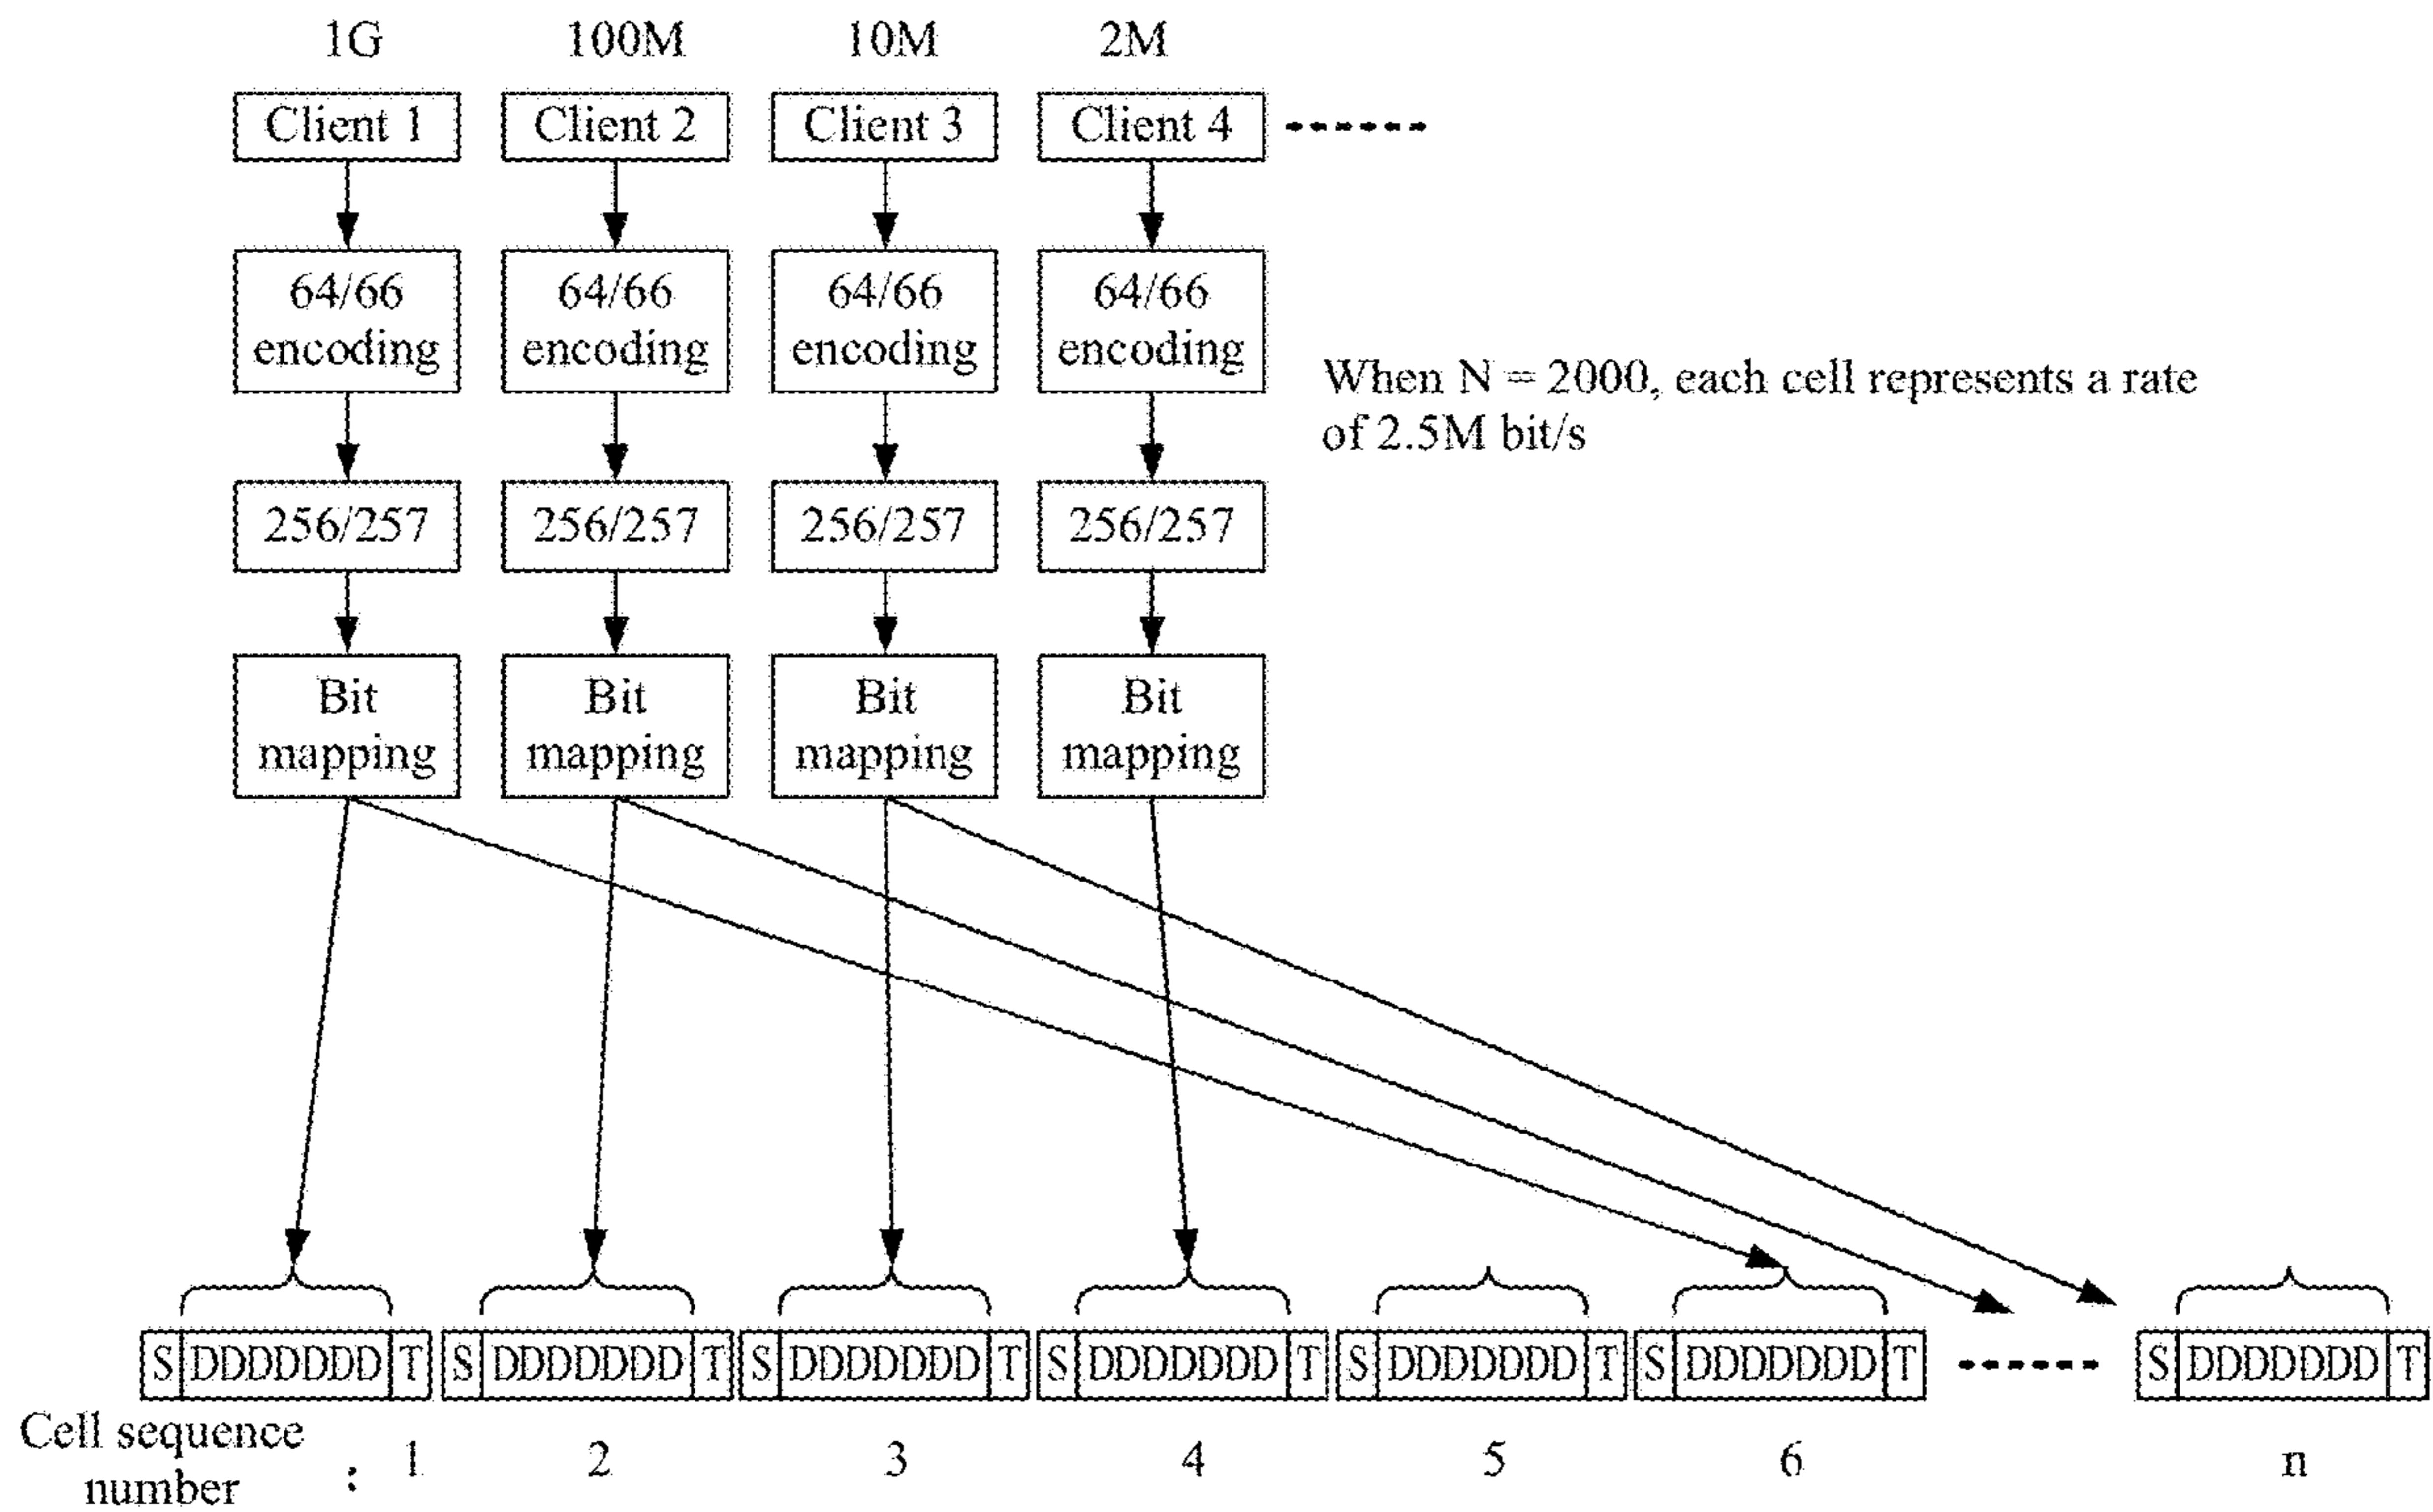 1G 100M 10M 2M
Client 1 Client 2 Client 3 Client 4
64/66 64/66 64/66 64/66
encoding encoding encoding encoding
When N = 2000, each cell represents a rate
of 2.5M bit/s
256/257 256/257 256/257 256/257
Bit Bit Bit Bit
mapping mapping mapping mapping
S DDDDDDD T S DDDDDDD T S DDDDDDD T S DDDDDDD T S DDDDDDD T S DDDDDDD T S DDDDDDD T
Cell sequence
number : 1 2 3 4 5 6 n